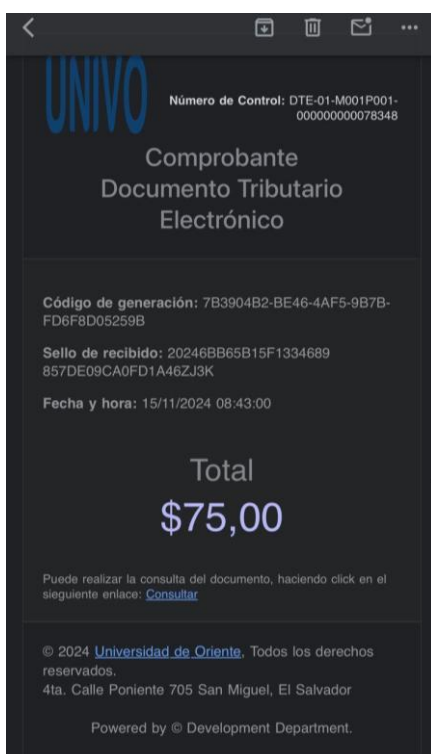 UNIVO
Número de Control: DTE-01-M001P001-
000000000078348
Comprobante
Documento Tributario
Electrónico
Código de generación: 7B3904B2-BE46-4AF5-9B7B-
FD6F8D05259B
Sello de recibido: 20246BB65B15F1334689
857DE09CA0FD1A46ZJ3K
Fecha y hora: 15/11/2024 08:43:00
Total
$75,00
Puede realizar la consulta del documento, haciendo click en el
sieguiente enlace: Consultar
© 2024 Universidad de Oriente, Todos los derechos
reservados.
4ta. Calle Poniente 705 San Miguel, El Salvador
Powered by © Development Department.